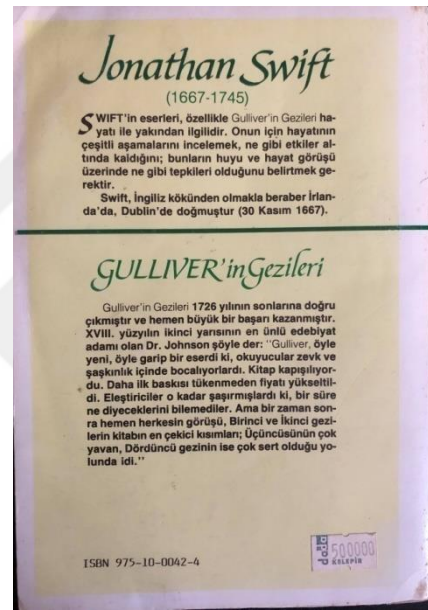 Jonathan Swift
(1667-1745)
SWIFT'in eserleri, özellikle Gulliver'in Gezileri ha-
yatı ile yakından ilgilidir. Onun için hayatının
çeşitli aşamalarını incelemek, ne gibi etkiler al-
tında kaldığını; bunların huyu ve hayat görüşü
üzerinde ne gibi tepkileri olduğunu belirtmek ge-
rektir.
Swift, İngiliz kökünden olmakla beraber İrlan-
da'da, Dublin'de doğmuştur (30 Kasım 1667).
GULLIVER'in Gezileri
Gulliver'in Gezileri 1726 yılının sonlarına doğru
çıkmıştır ve hemen büyük bir başarı kazanmıştır.
XVIII. yüzyılın ikinci yarısının en ünlü edebiyat
adamı olan Dr. Johnson şöyle der: "Gulliver, öyle
yeni, öyle garip bir eserdi ki, okuyucular zevk ve
şaşkınlık içinde bocalıyorlardı. Kitap kapışılıyor-
du. Daha ilk baskısı tükenmeden fiyatı yükseltil-
di. Eleştiriciler o kadar şaşırmışlardı ki, bir süre
ne diyeceklerini bilemediler. Ama bir zaman son-
ra hemen herkesin görüşü, Birinci ve İkinci gezi-
lerin kitabın en çekici kısımları; Üçüncüsünün çok
yavan, Dördüncü gezinin ise çok sert olduğu yo-
lunda idi."
ISBN 975-10-0042-4
500000
KELEPİR